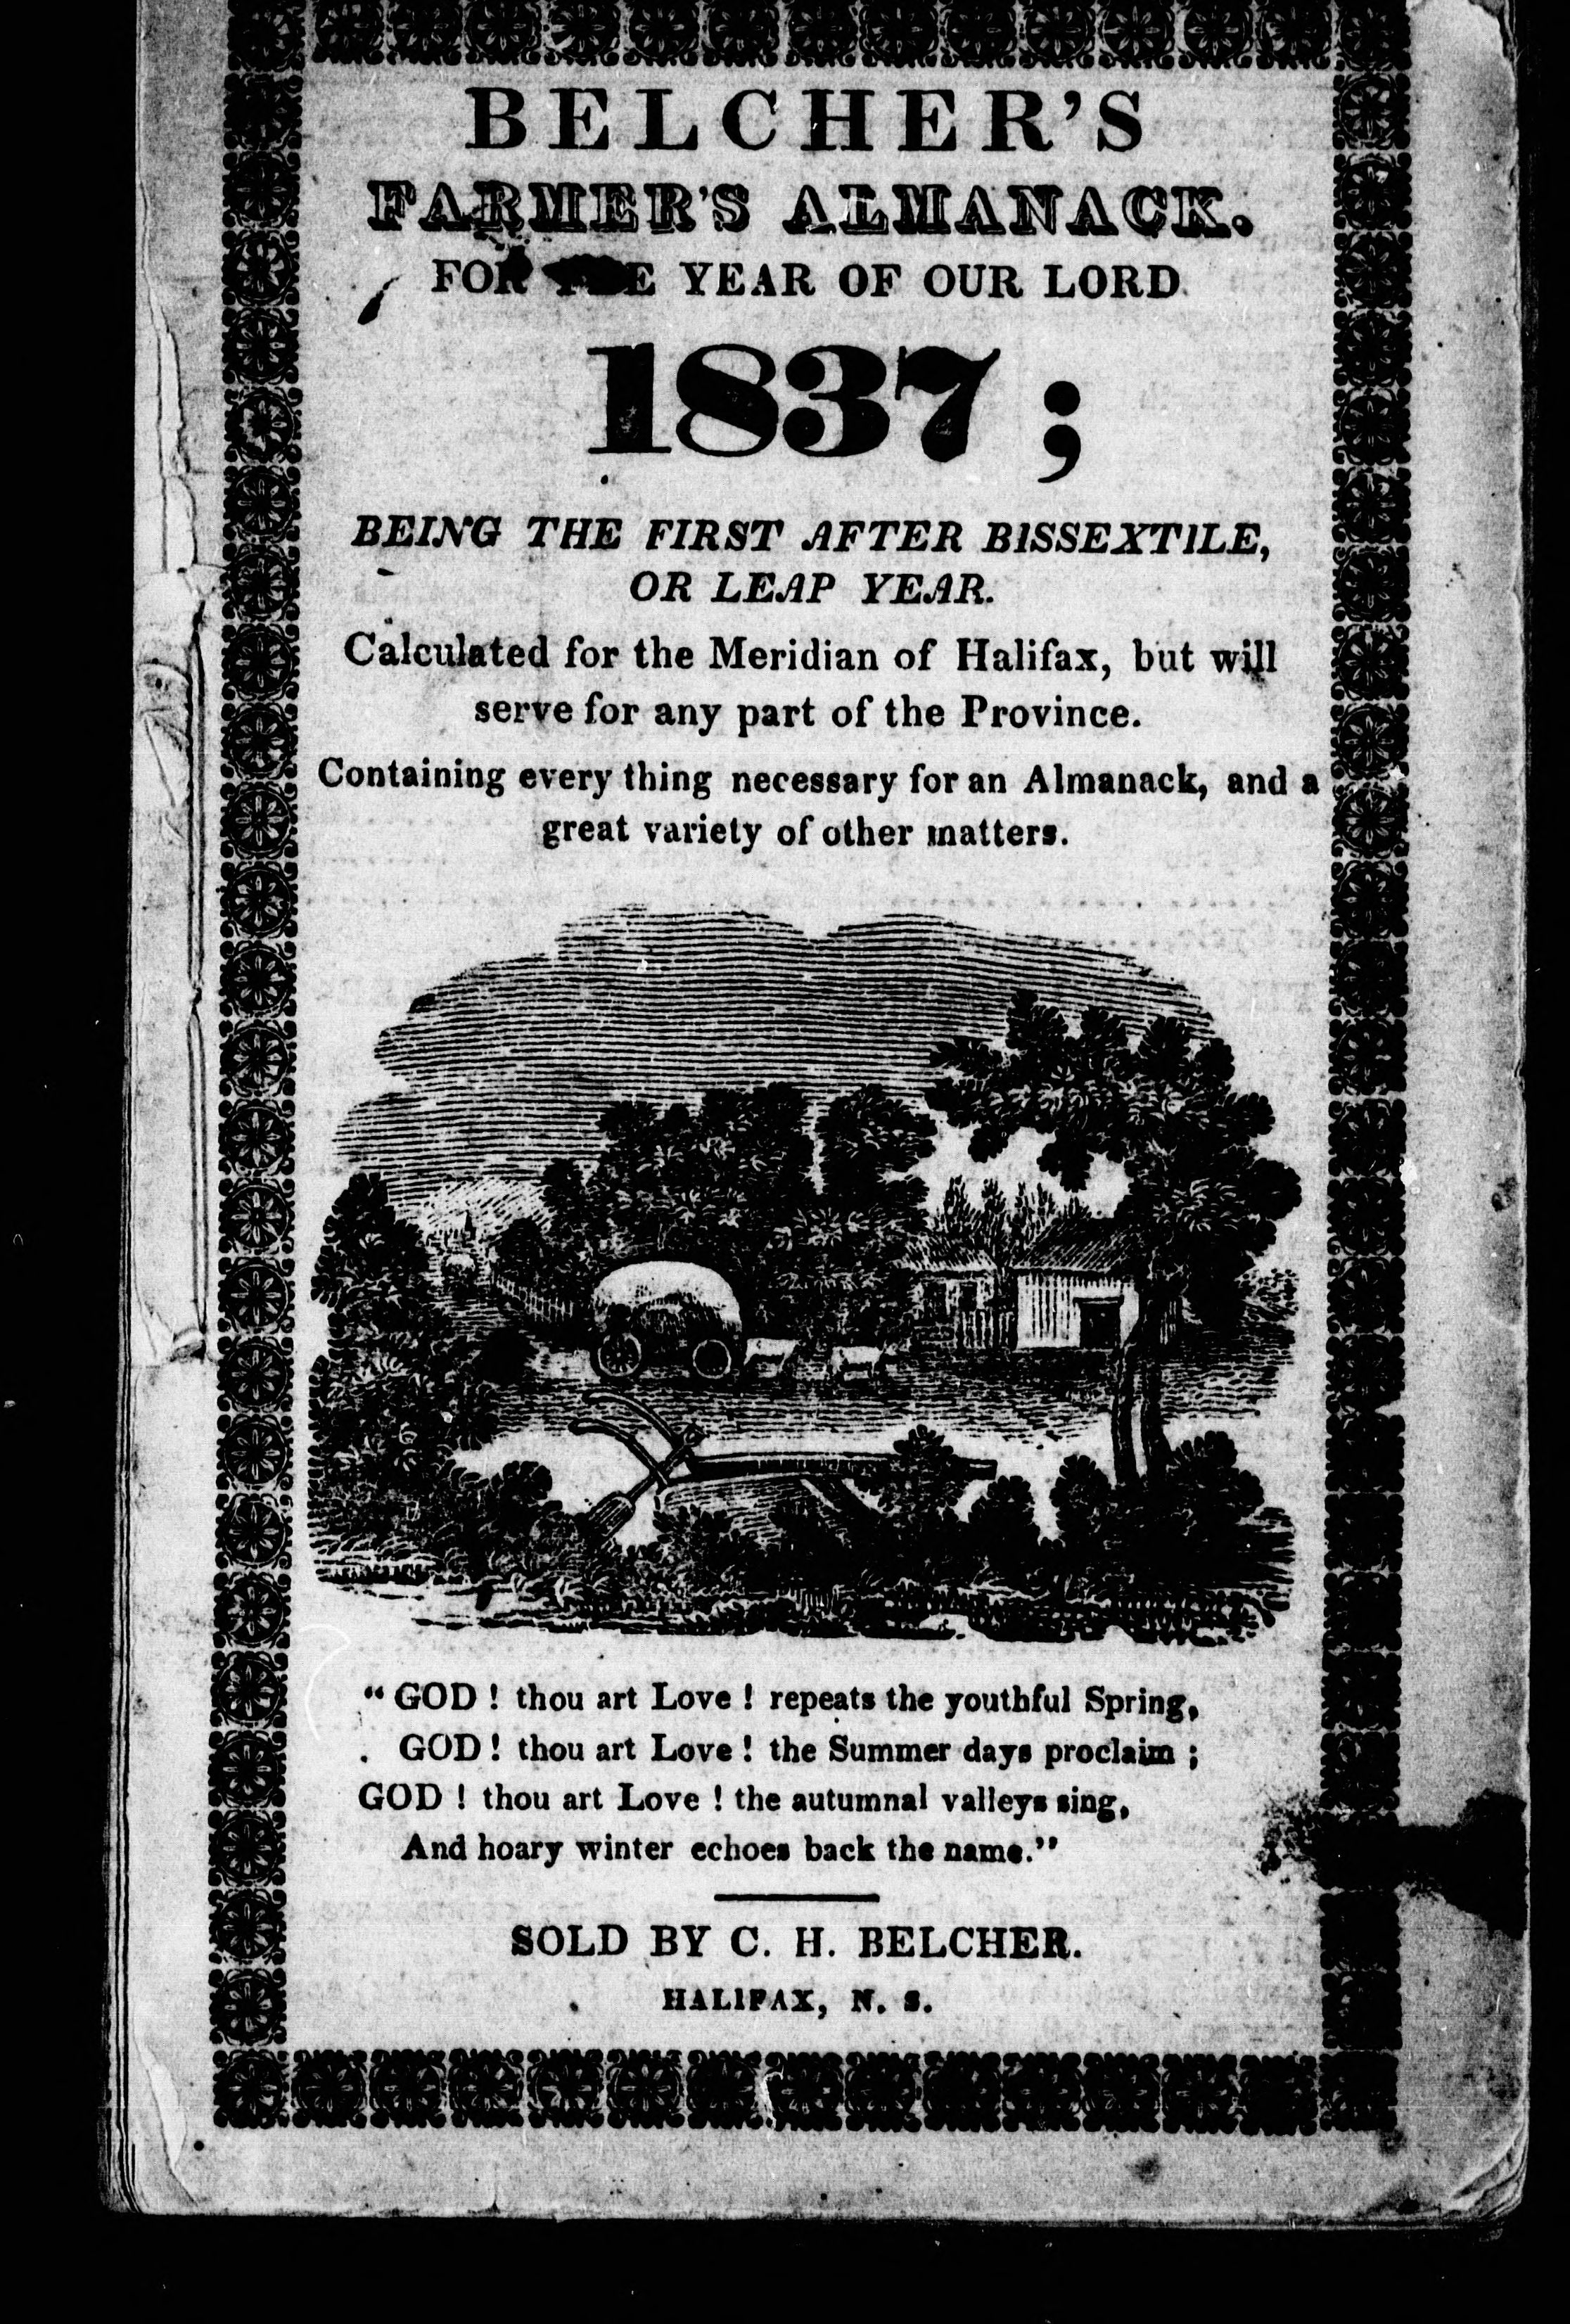 BELCHER'S
FARMER'S ALMANACK.
FOR THE YEAR OF OUR LORD
1837;
BEING THE FIRST AFTER BISSEXTILE,
OR LEAP YEAR.
Calculated for the Meridian of Halifax, but will
serve for any part of the Province.
Containing every thing necessary for an Almanack, and a
great variety of other matters.
“GOD! thou art Love! repeats the youthful Spring,
GOD! thou art Love! the Summer days proclaim;
GOD! thou art Love! the autumnal valleys sing,
And hoary winter echoes back the name.”
SOLD BY C. H. BELCHER.
HALIFAX, N. S.